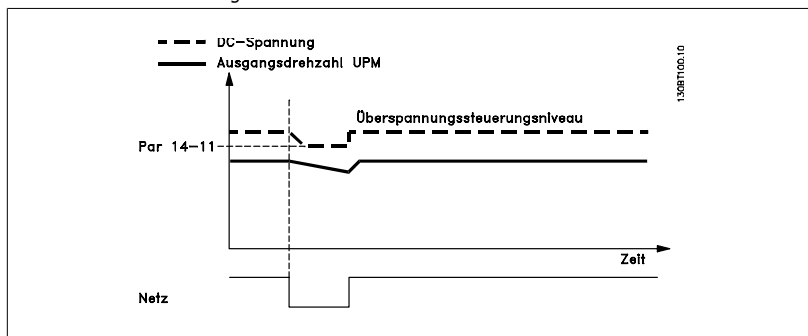 DC-Spannung
Ausgangsdrehzahl UPM
130BT100.10
Überspannungssteuerungsniveau
Par 14-11
Zeit
Netz